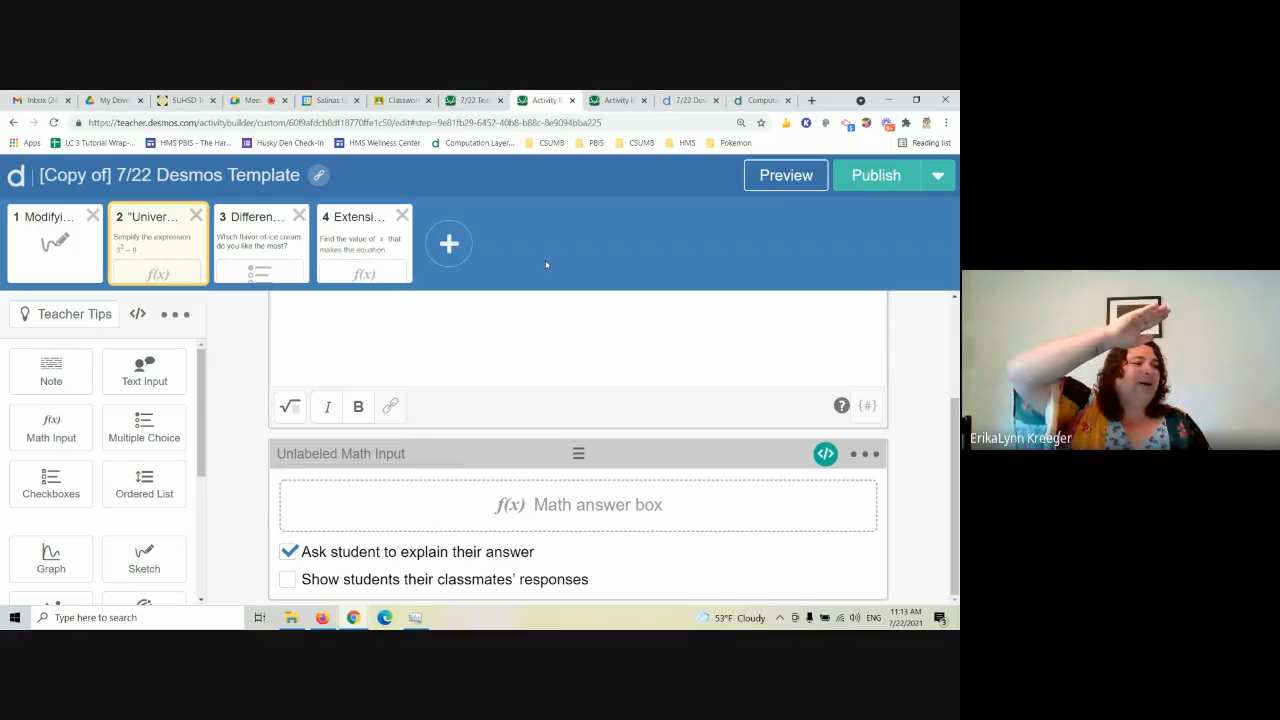 Inbox (24
My Drive
SUHSD T
Meet
Salinas U
Classwor
7/22 Tea
Activity B
Activity B
7/22 Des
Computa
https://teacher.desmos.com/activitybuilder/custom/60f9afdcb8df18770ffe1c50/edit#step=9e81fb29-6452-40b8-b88c-8e9094bba225
Apps
LC 3 Tutorial Wrap-...
HMS PBIS - The Har...
Husky Den Check-In
HMS Wellness Center
Computation Layer,...
CSUMB
PBIS
CSUMB
HMS
Pokemon
Reading list
d [Copy of] 7/22 Desmos Template
Preview
Publish
1 Modifyi...
2 "Univer...
Simplify the expression
3² − 9 .
f(x)
3 Differen...
Which flavor of ice cream
do you like the most?
4 Extensi...
Find the value of x that
makes the equation
f(x)
Teacher Tips
Note
Text Input
f(x)
Math Input
Multiple Choice
Checkboxes
Ordered List
Graph
Sketch
I B
? {#}
Unlabeled Math Input
</>
f(x) Math answer box
Ask student to explain their answer
Show students their classmates' responses
ErikaLynn Kreeger
Type here to search
53°F Cloudy
ENG
11:13 AM
7/22/2021
3